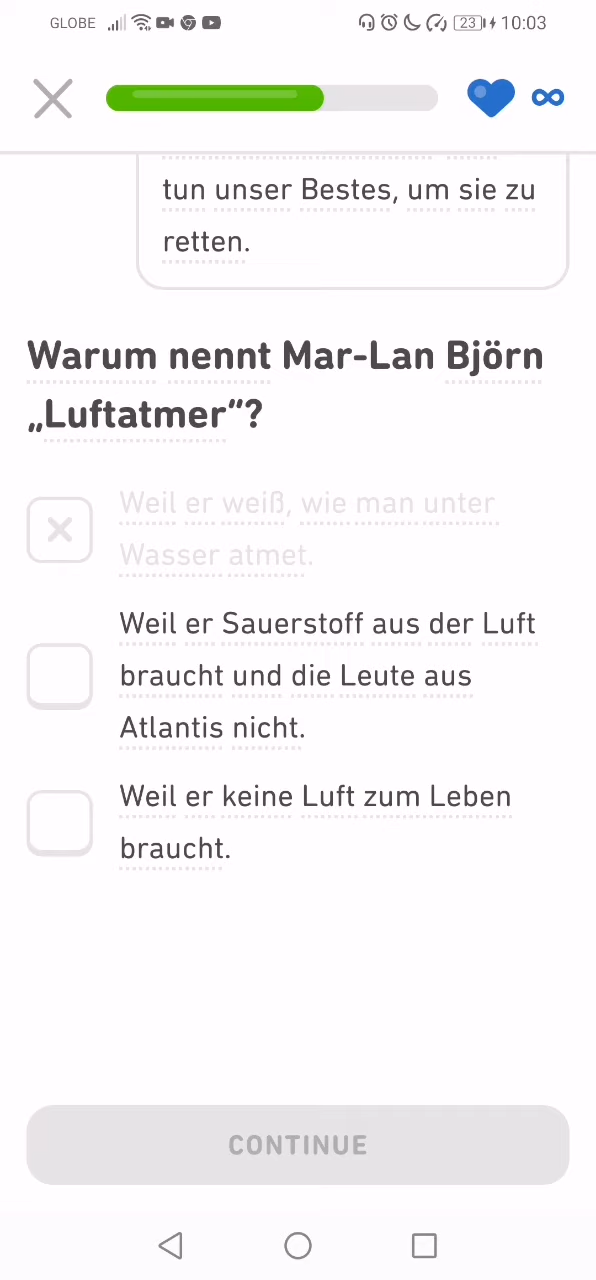 GLOBE 23 10:03
tun unser Bestes, um sie zu
retten.
Warum nennt Mar-Lan Björn
„Luftatmer“?
Weil er weiß, wie man unter
Wasser atmet.
Weil er Sauerstoff aus der Luft
braucht und die Leute aus
Atlantis nicht.
Weil er keine Luft zum Leben
braucht.
CONTINUE